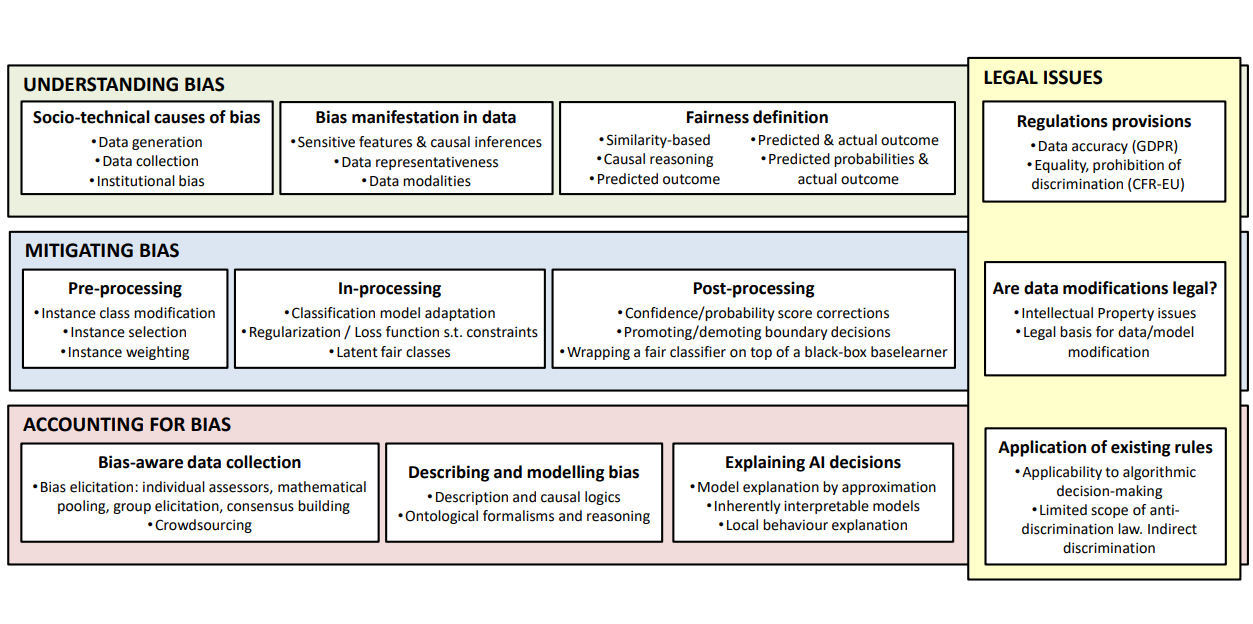 UNDERSTANDING BIAS
Socio-technical causes of bias
•Data generation
•Data collection
•Institutional bias
Bias manifestation in data
•Sensitive features & causal inferences
•Data representativeness
•Data modalities
Fairness definition
•Similarity-based
•Causal reasoning
•Predicted outcome
•Predicted & actual outcome
•Predicted probabilities &
actual outcome
MITIGATING BIAS
Pre-processing
•Instance class modification
•Instance selection
•Instance weighting
In-processing
•Classification model adaptation
•Regularization / Loss function s.t. constraints
•Latent fair classes
Post-processing
•Confidence/probability score corrections
•Promoting/demoting boundary decisions
•Wrapping a fair classifier on top of a black-box baselearner
ACCOUNTING FOR BIAS
Bias-aware data collection
•Bias elicitation: individual assessors, mathematical
pooling, group elicitation, consensus building
•Crowdsourcing
Describing and modelling bias
•Description and causal logics
•Ontological formalisms and reasoning
Explaining AI decisions
•Model explanation by approximation
•Inherently interpretable models
•Local behaviour explanation
LEGAL ISSUES
Regulations provisions
•Data accuracy (GDPR)
•Equality, prohibition of
discrimination (CFR-EU)
Are data modifications legal?
•Intellectual Property issues
•Legal basis for data/model
modification
Application of existing rules
•Applicability to algorithmic
decision-making
•Limited scope of anti-
discrimination law. Indirect
discrimination